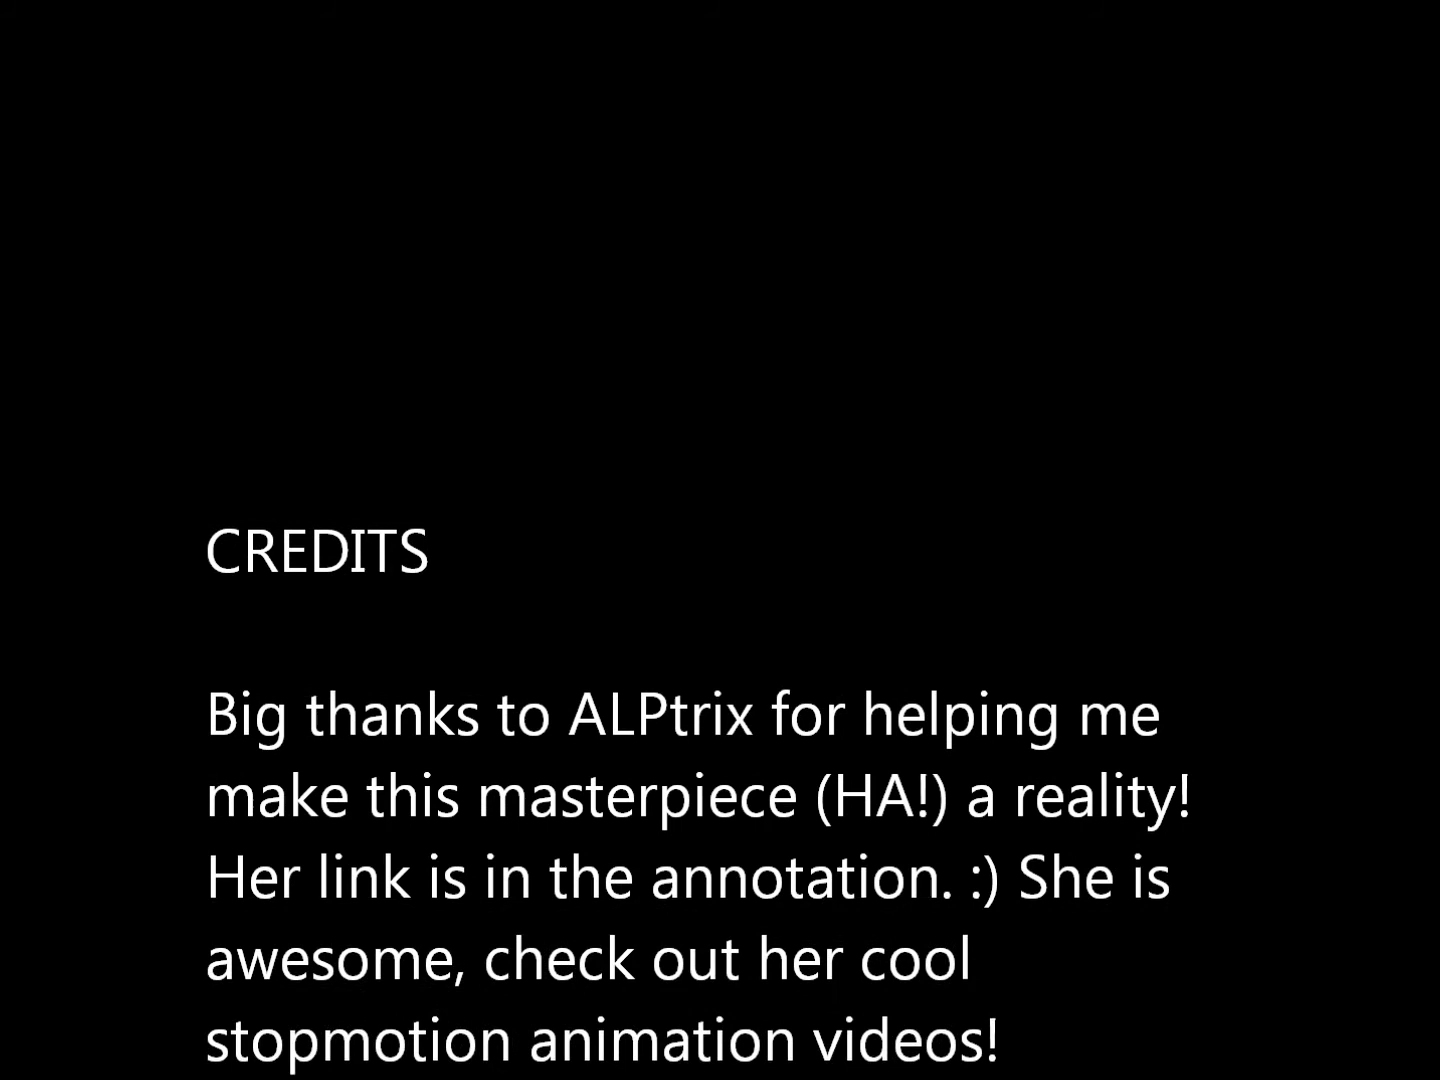 CREDITS
Big thanks to ALPtrix for helping me
make this masterpiece (HA!) a reality!
Her link is in the annotation. :) She is
awesome, check out her cool
stopmotion animation videos!